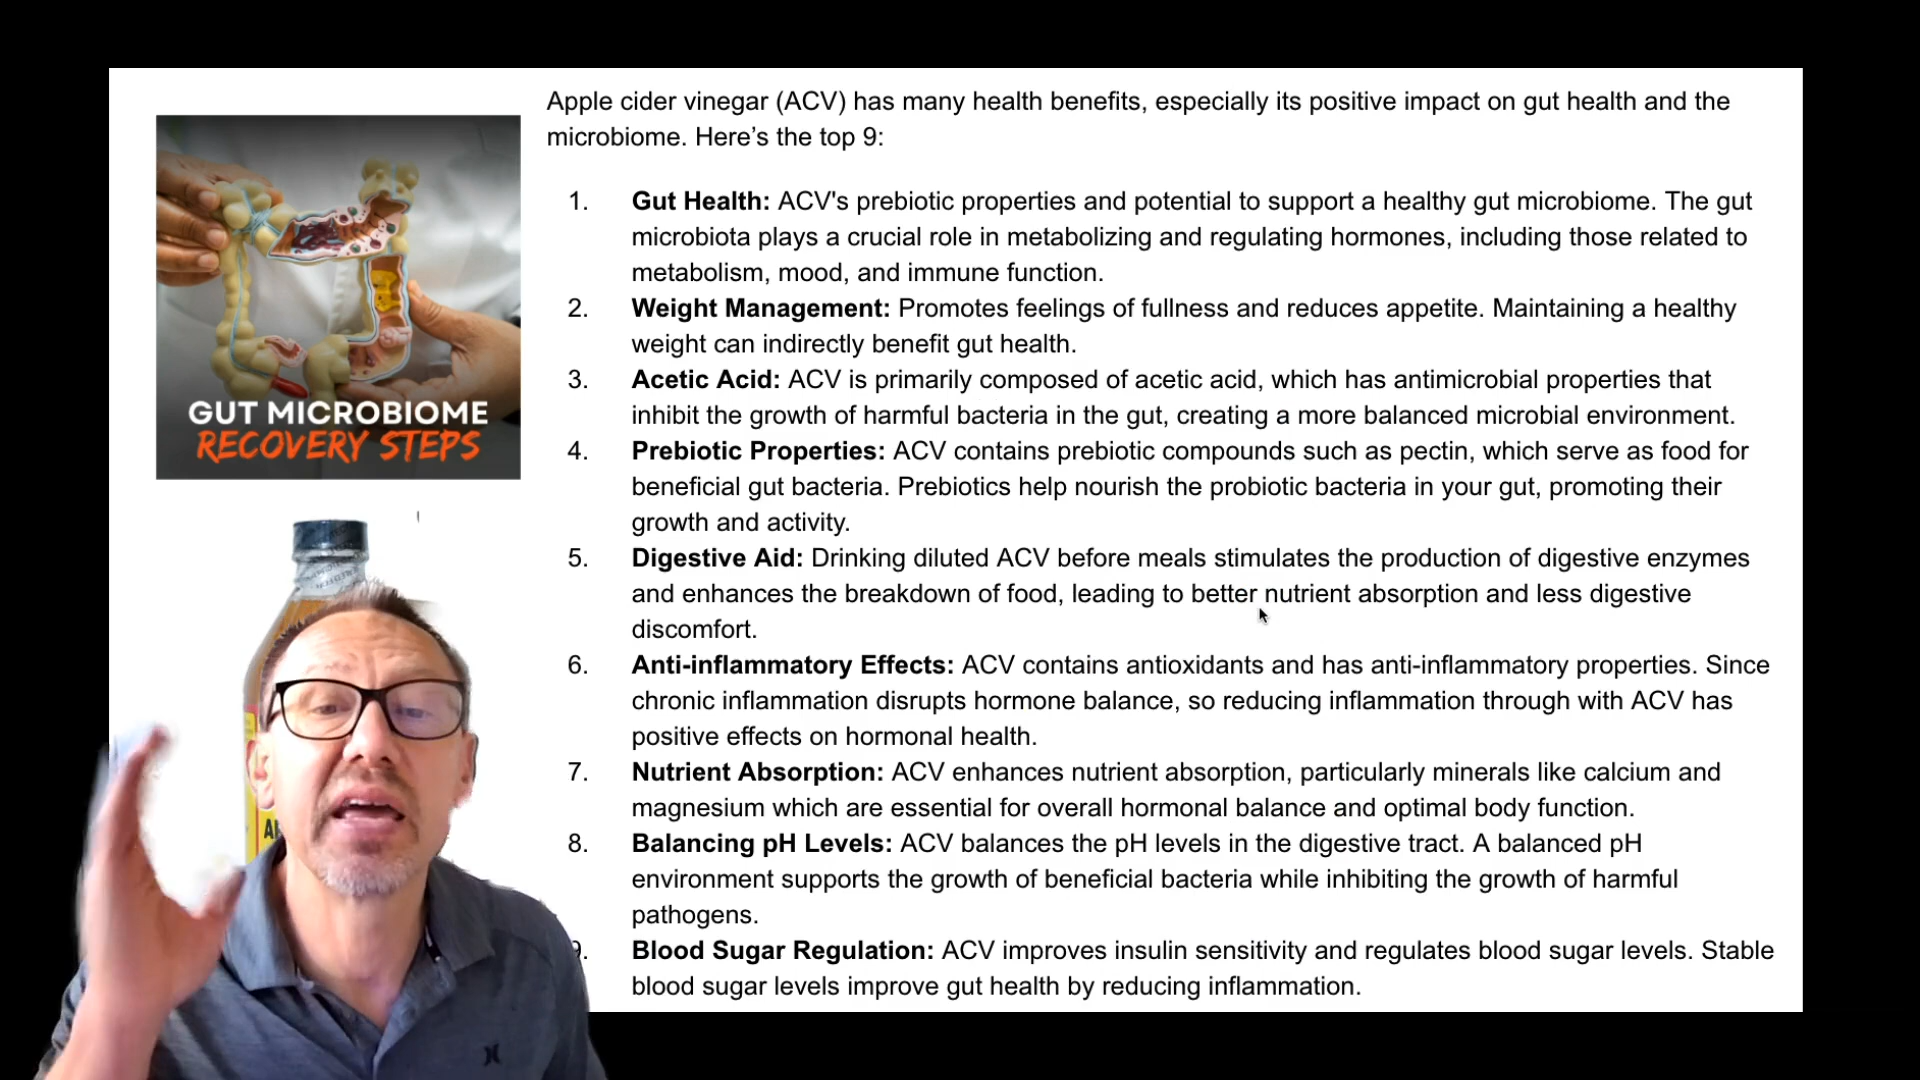 Apple cider vinegar (ACV) has many health benefits, especially its positive impact on gut health and the
microbiome. Here’s the top 9:
1. Gut Health: ACV's prebiotic properties and potential to support a healthy gut microbiome. The gut
microbiota plays a crucial role in metabolizing and regulating hormones, including those related to
metabolism, mood, and immune function.
2. Weight Management: Promotes feelings of fullness and reduces appetite. Maintaining a healthy
weight can indirectly benefit gut health.
3. Acetic Acid: ACV is primarily composed of acetic acid, which has antimicrobial properties that
inhibit the growth of harmful bacteria in the gut, creating a more balanced microbial environment.
4. Prebiotic Properties: ACV contains prebiotic compounds such as pectin, which serve as food for
beneficial gut bacteria. Prebiotics help nourish the probiotic bacteria in your gut, promoting their
growth and activity.
5. Digestive Aid: Drinking diluted ACV before meals stimulates the production of digestive enzymes
and enhances the breakdown of food, leading to better nutrient absorption and less digestive
discomfort.
6. Anti-inflammatory Effects: ACV contains antioxidants and has anti-inflammatory properties. Since
chronic inflammation disrupts hormone balance, so reducing inflammation through with ACV has
positive effects on hormonal health.
7. Nutrient Absorption: ACV enhances nutrient absorption, particularly minerals like calcium and
magnesium which are essential for overall hormonal balance and optimal body function.
8. Balancing pH Levels: ACV balances the pH levels in the digestive tract. A balanced pH
environment supports the growth of beneficial bacteria while inhibiting the growth of harmful
pathogens.
9. Blood Sugar Regulation: ACV improves insulin sensitivity and regulates blood sugar levels. Stable
blood sugar levels improve gut health by reducing inflammation.
GUT MICROBIOME
RECOVERY STEPS